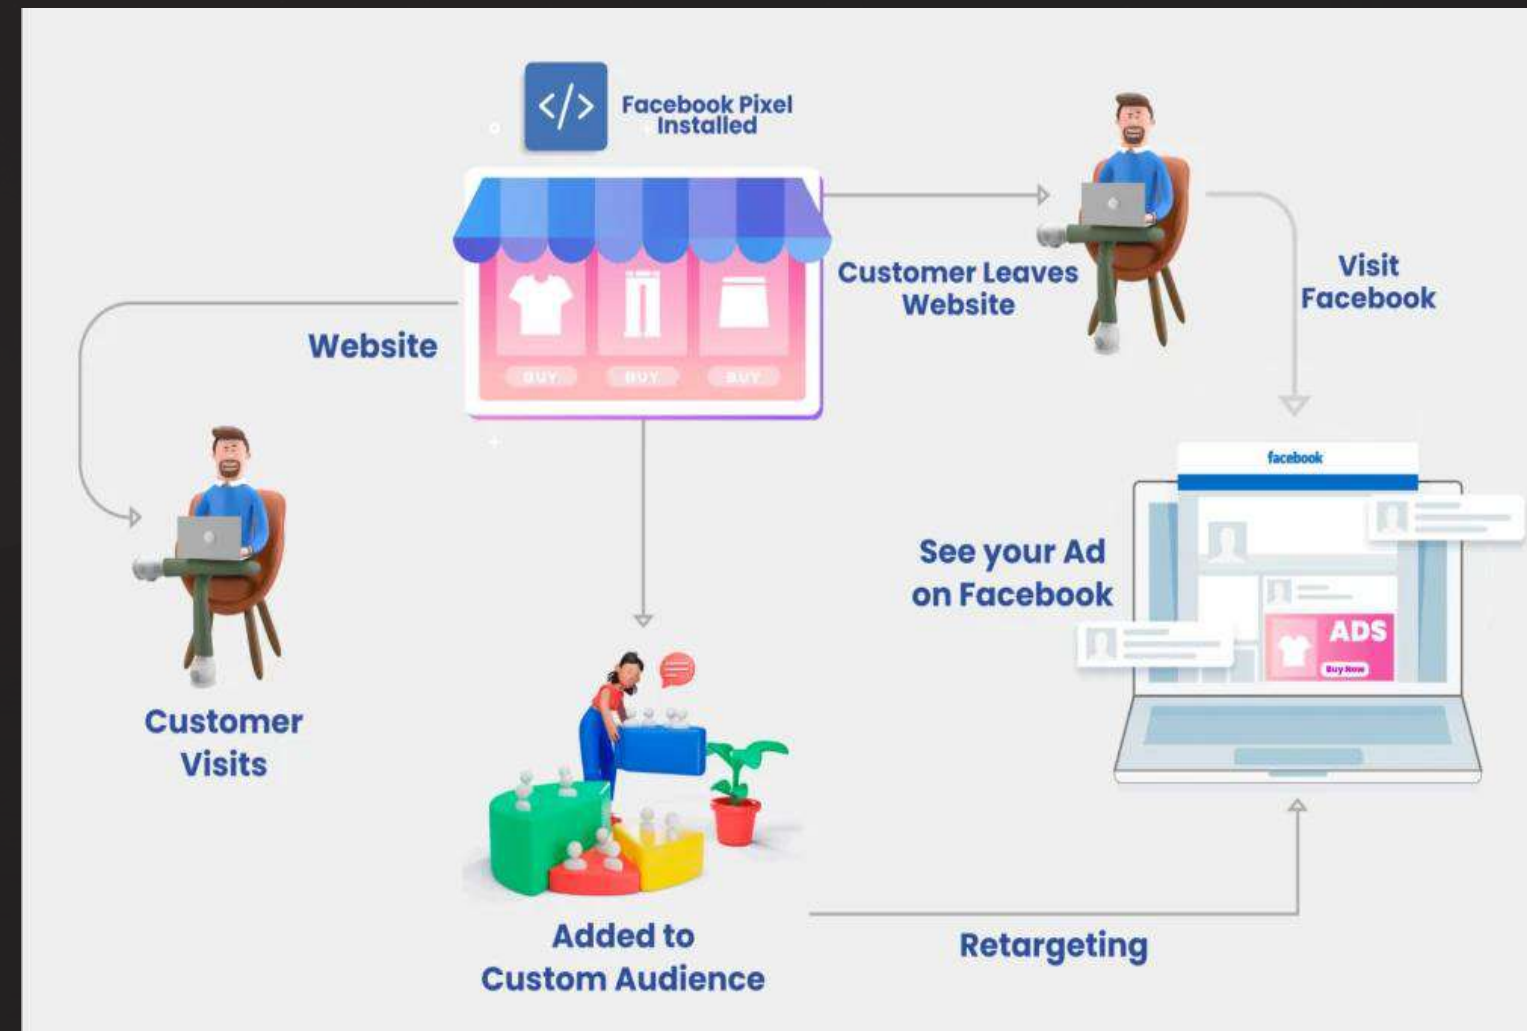 </>
Facebook Pixel
Installed
Customer Leaves
Website
Visit
Facebook
Website
BUY BUY BUY
Customer
Visits
facebook
See your Ad
on Facebook
ADS
Buy Now
Added to
Custom Audience
Retargeting